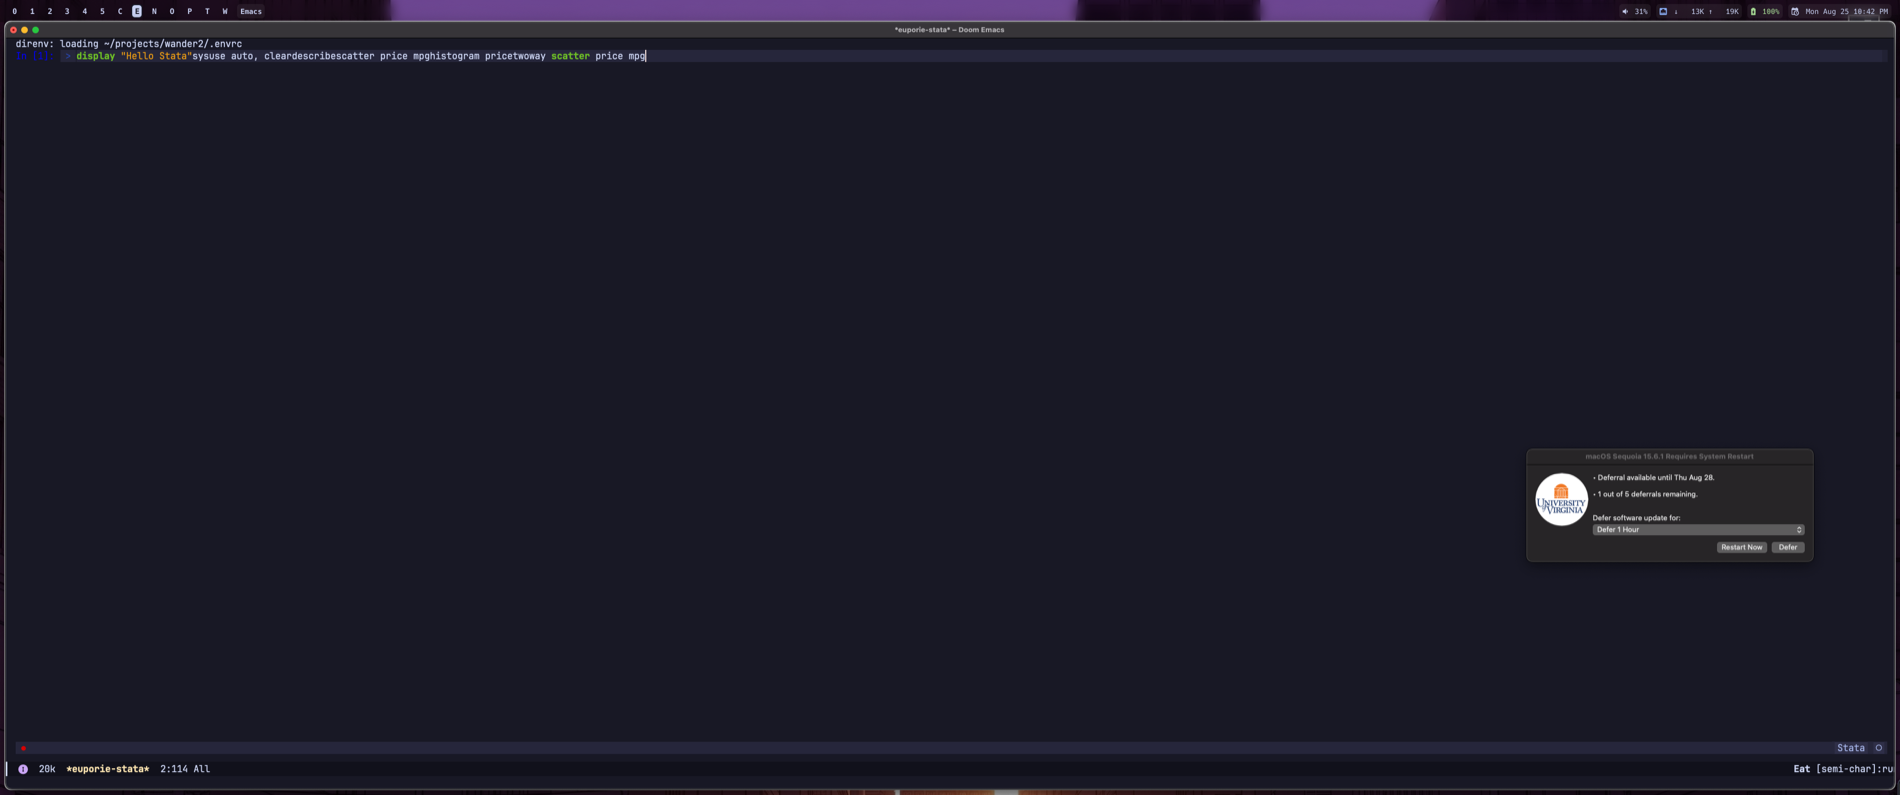 0 1 2 3 4 5 C E N O P T W Emacs
31% ↓ 13K ↑ 19K 100% Mon Aug 25 10:42 PM
*euporie-stata* – Doom Emacs
direnv: loading ~/projects/wander2/.envrc
> display "Hello Stata"sysuse auto, cleardescribescatter price mpghistogram pricetwoway scatter price mpg
macOS Sequoia 15.6.1 Requires System Restart
• Deferral available until Thu Aug 28.
• 1 out of 5 deferrals remaining.
UNIVERSITY of VIRGINIA
Defer software update for:
Defer 1 Hour
Restart Now Defer
Stata
20k *euporie-stata* 2:114 All
Eat [semi-char]:ru